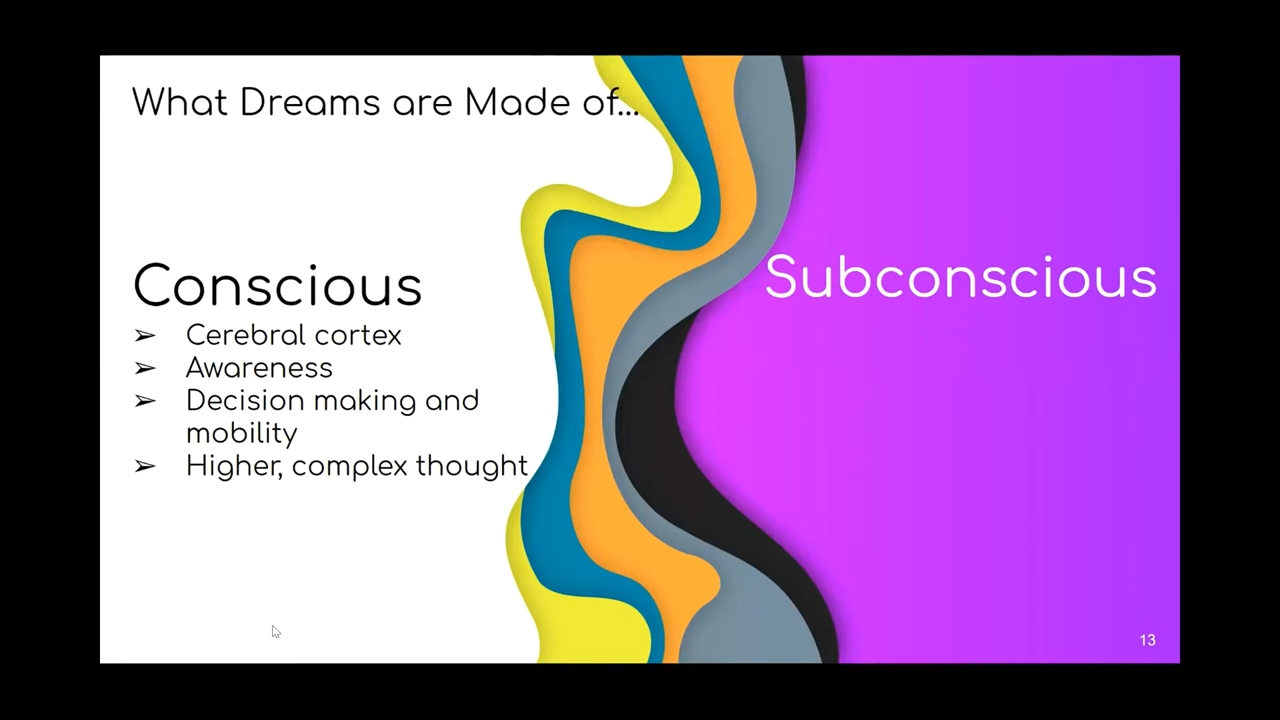 What Dreams are Made of...
Conscious
➢ Cerebral cortex
➢ Awareness
➢ Decision making and
mobility
➢ Higher, complex thought
Subconscious
13